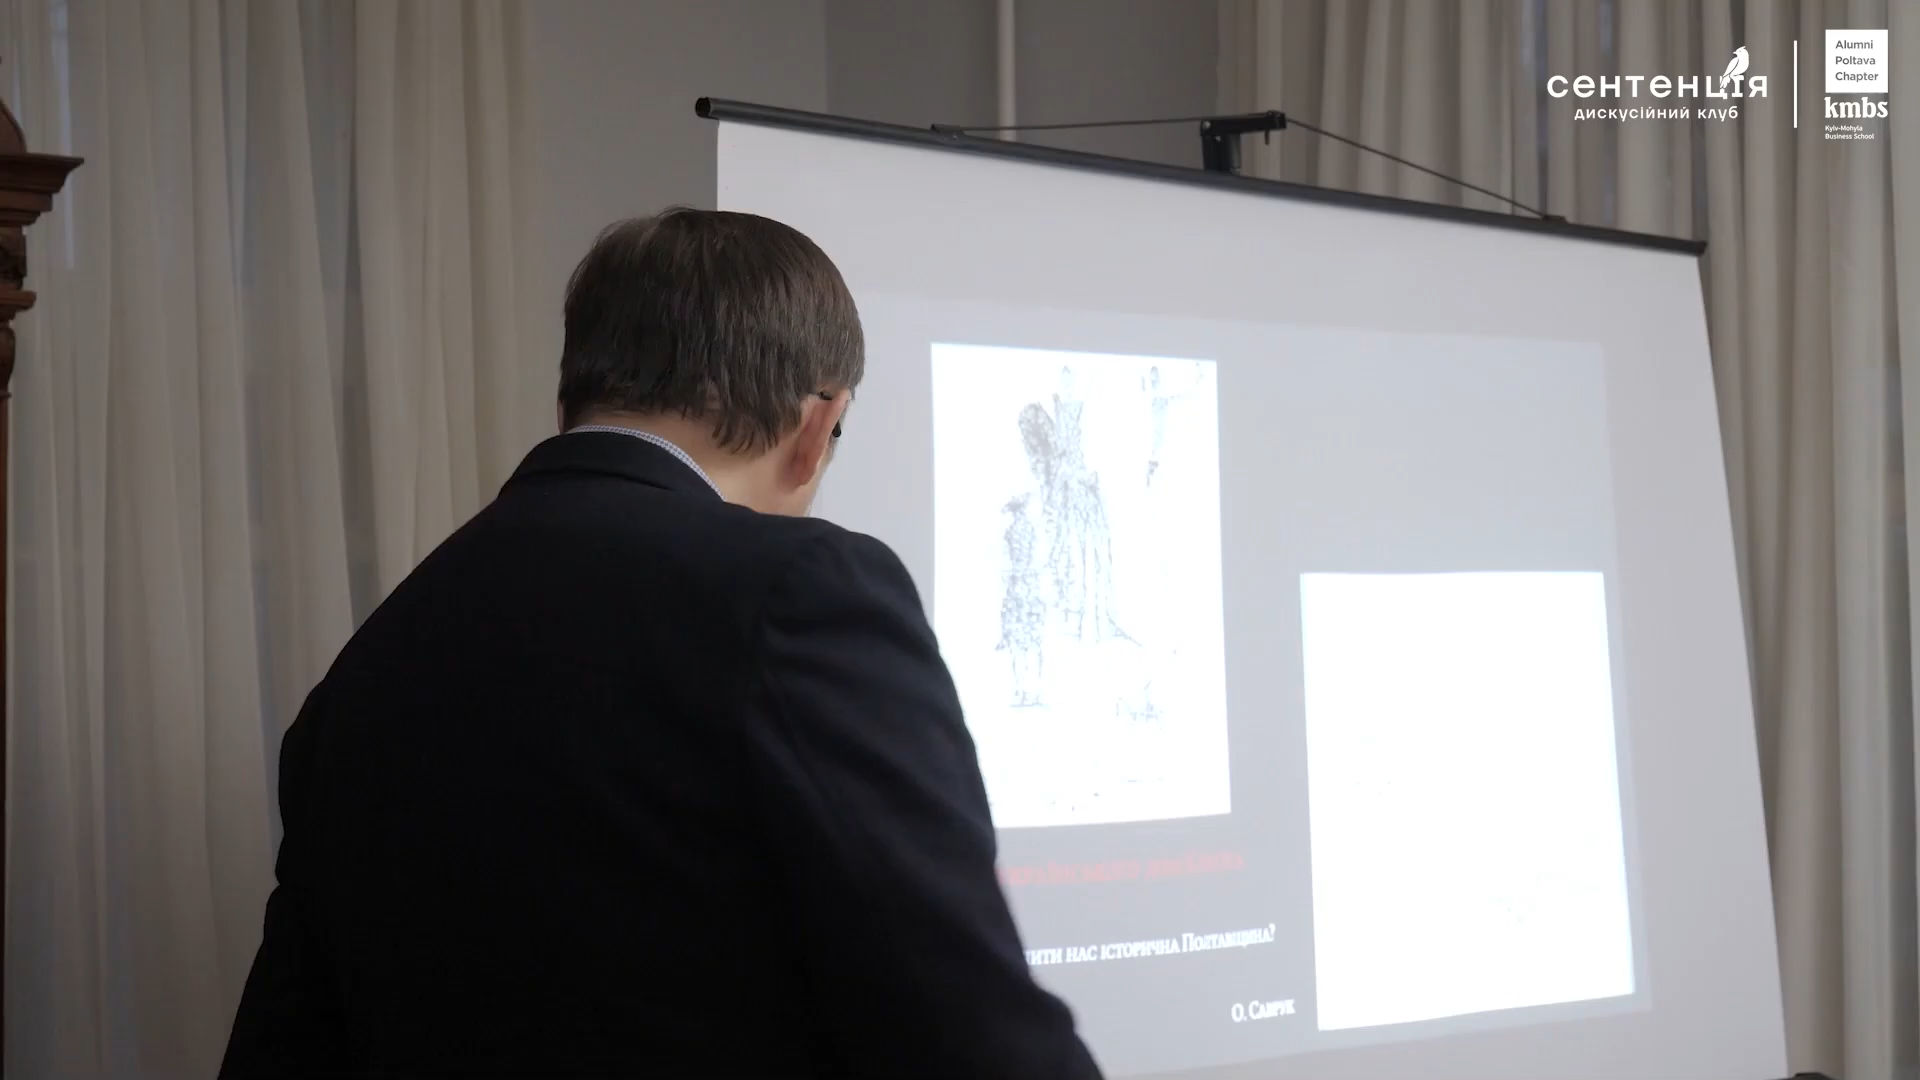 сентенція
дискусійний клуб
Alumni
Poltava
Chapter
kmbs
Kyiv-Mohyla
Business School
нас історична Полтавщина?
О. Саврук